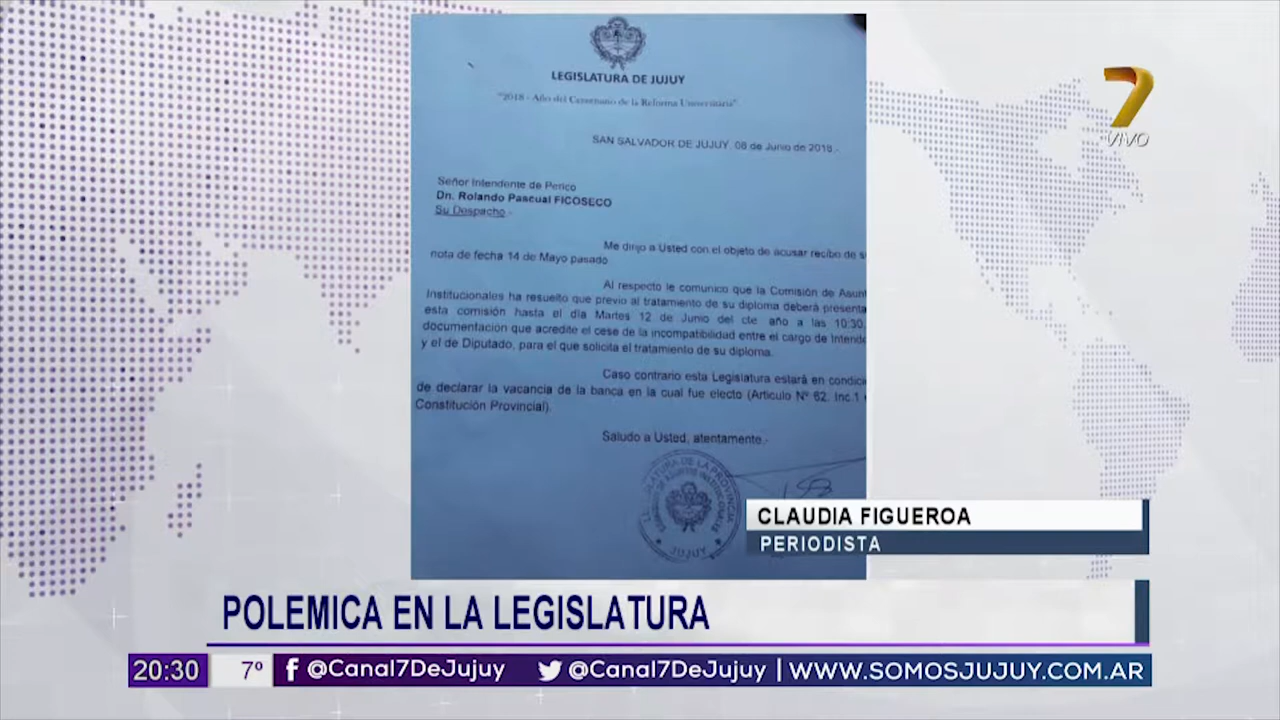 LEGISLATURA DE JUJUY
"2018 - Año del Centenario de la Reforma Universitaria"
SAN SALVADOR DE JUJUY, 08 de Junio de 2018.-
Señor Intendente de Perico
Dn. Rolando Pascual FICOSECO
Su Despacho.-
Me dirijo a Usted con el objeto de acusar recibo de s
nota de fecha 14 de Mayo pasado
Al respecto le comunico que la Comisión de Asunt
Institucionales ha resuelto que previo al tratamiento de su diploma deberá presenta
esta comisión hasta el día Martes 12 de Junio del cte año a las 10:30.
documentación que acredite el cese de la incompatibilidad entre el cargo de Intend
y el de Diputado, para el que solicita el tratamiento de su diploma.
Caso contrario esta Legislatura estará en condici
de declarar la vacancia de la banca en la cual fue electo (Articulo Nº 62. Inc.1
Constitución Provincial).
Saludo a Usted, atentamente.-
LATURA DE LA PROVINCIA
JUJUY
7
VIVO
CLAUDIA FIGUEROA
PERIODISTA
POLEMICA EN LA LEGISLATURA
20:30 7º f @Canal7DeJujuy @Canal7DeJujuy | WWW.SOMOSJUJUY.COM.AR